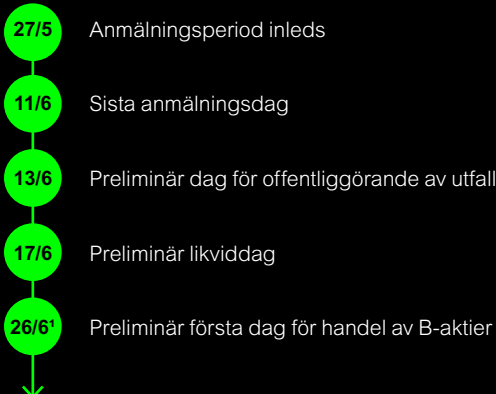 27/5 Anmälningsperiod inleds
11/6 Sista anmälningsdag
13/6 Preliminär dag för offentliggörande av utfall
17/6 Preliminär likviddag
26/6¹ Preliminär första dag för handel av B-aktier